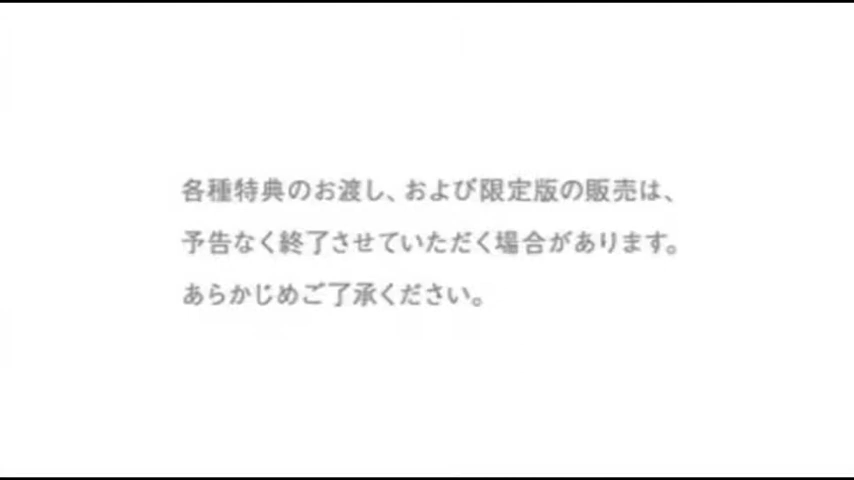 各種特典のお渡し、および限定版の販売は、
予告なく終了させていただく場合があります。
あらかじめご了承ください。